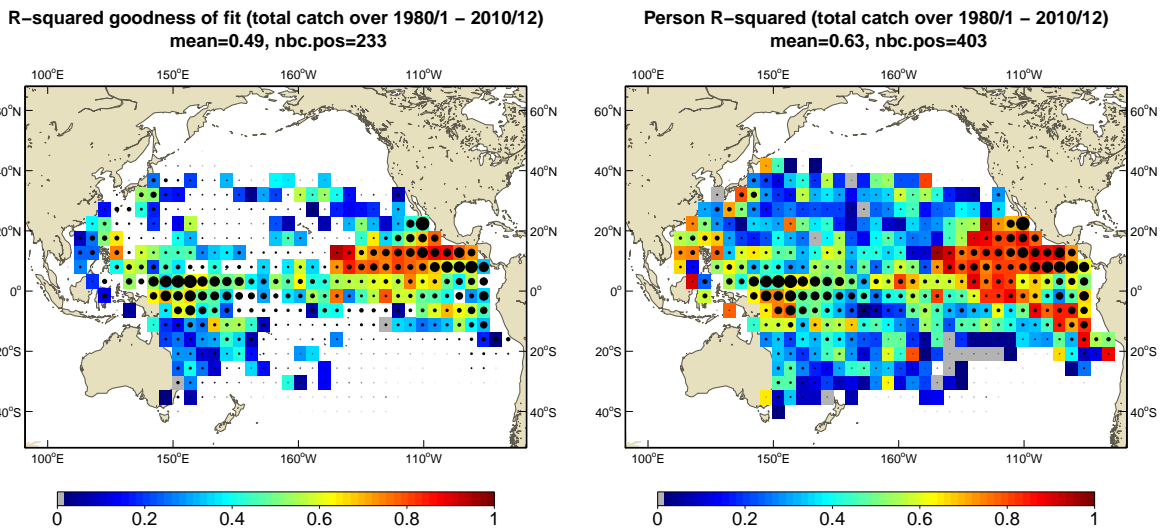 R−squared goodness of fit (total catch over 1980/1 − 2010/12)
mean=0.49, nbc.pos=233
100°E 150°E 160°W 110°W
60°N 60°N
40°N 40°N
20°N 20°N
0° 0°
20°S 20°S
40°S 40°S
100°E 150°E 160°W 110°W
0 0.2 0.4 0.6 0.8 1
Person R−squared (total catch over 1980/1 − 2010/12)
mean=0.63, nbc.pos=403
100°E 150°E 160°W 110°W
60°N 60°N
40°N 40°N
20°N 20°N
0° 0°
20°S 20°S
40°S 40°S
100°E 150°E 160°W 110°W
0 0.2 0.4 0.6 0.8 1